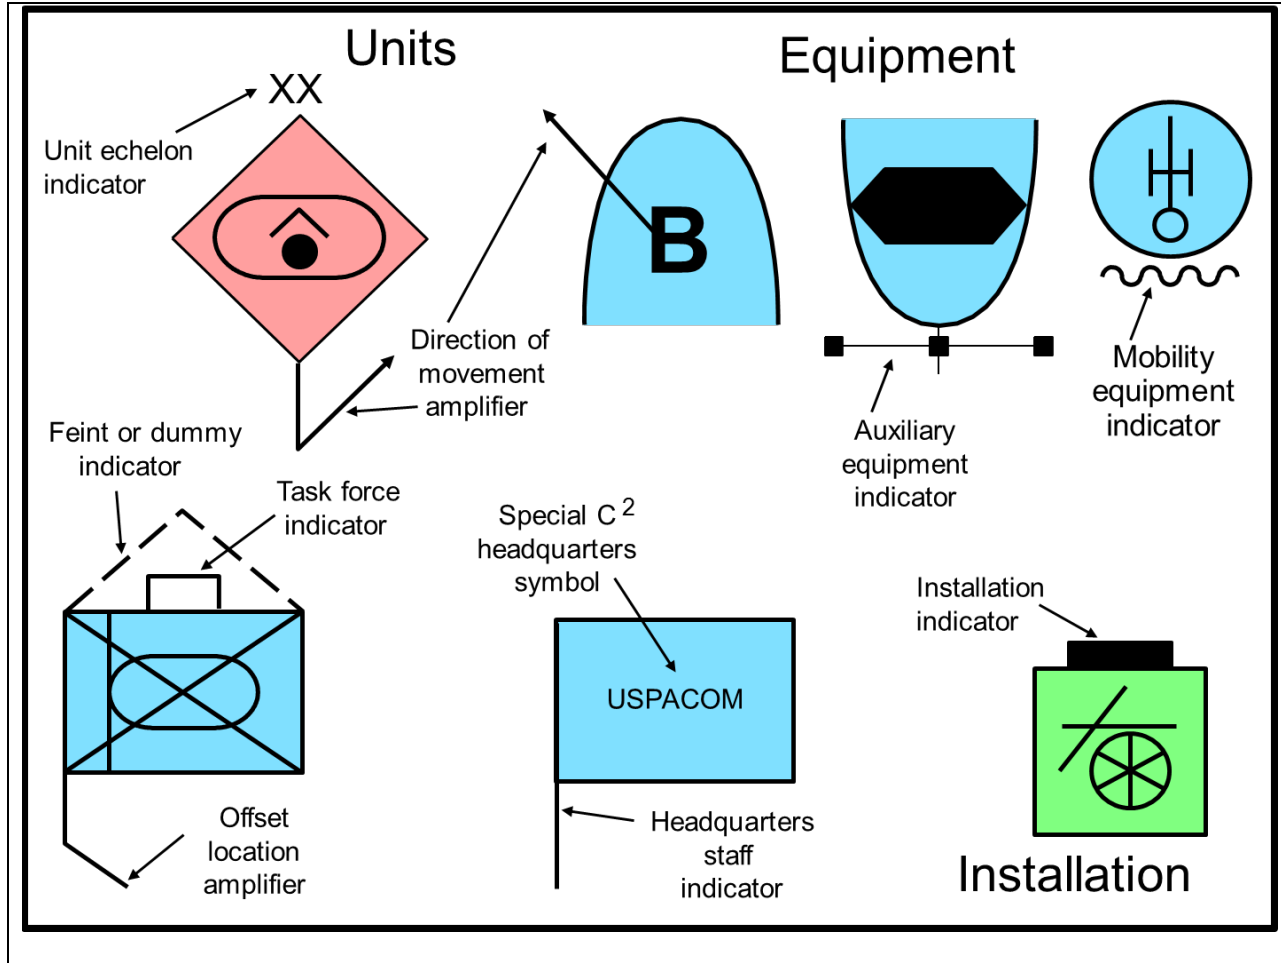 Units
Equipment
XX
Unit echelon
indicator
B
Direction of
movement
amplifier
Mobility
equipment
indicator
Auxiliary
equipment
indicator
Feint or dummy
indicator
Task force
indicator
Special C 2
headquarters
symbol
Installation
indicator
USPACOM
Offset
location
amplifier
Headquarters
staff
indicator
Installation